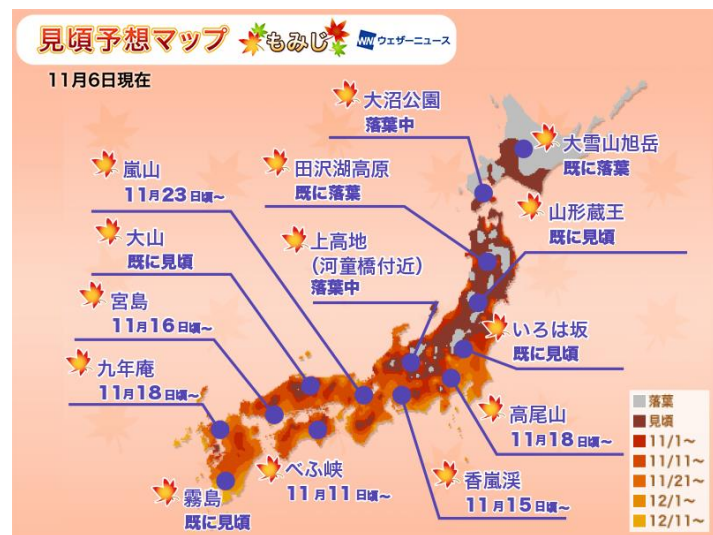 見頃予想マップ もみじ WNI ウェザーニュース
11月6日現在
大沼公園
落葉中
大雪山旭岳
既に落葉
嵐山
11月23日頃~
田沢湖高原
既に落葉
山形蔵王
既に見頃
大山
既に見頃
上高地
(河童橋付近)
落葉中
宮島
11月16日頃~
いろは坂
既に見頃
九年庵
11月18日頃~
高尾山
11月18日頃~
べふ峡
11月11日頃~
香嵐渓
11月15日頃~
霧島
既に見頃
落葉
見頃
11/1~
11/11~
11/21~
12/1~
12/11~